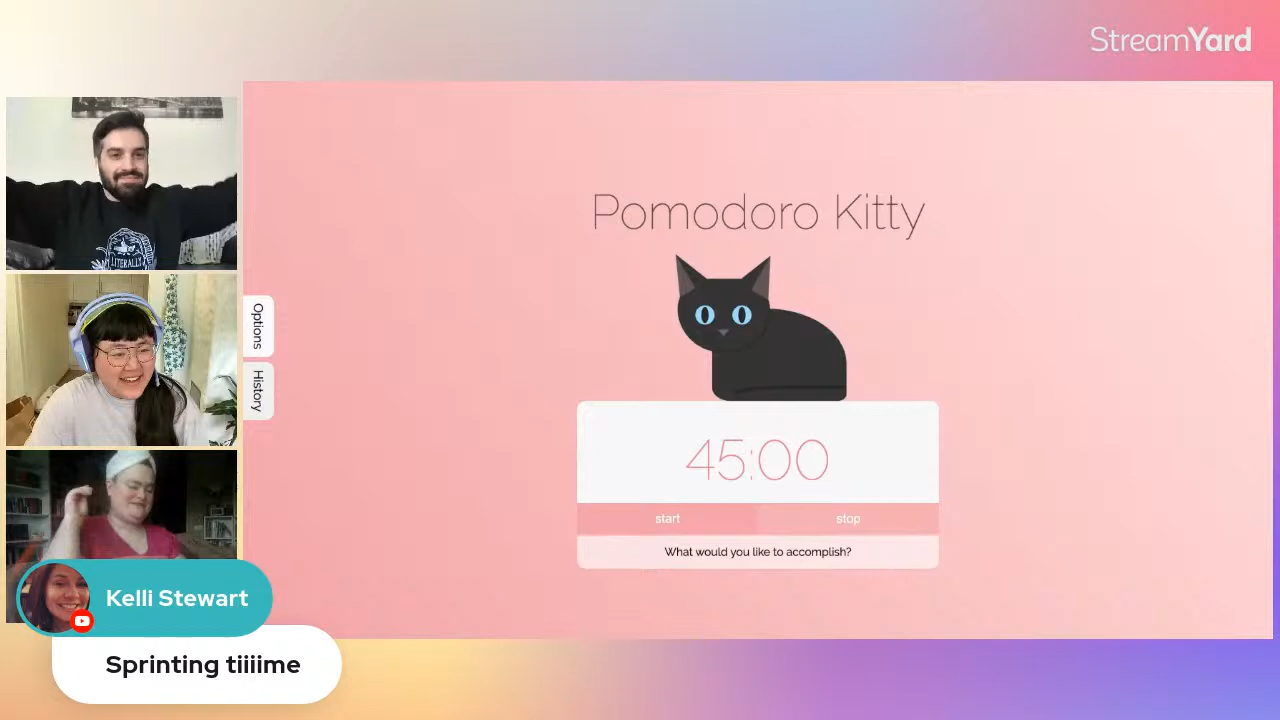 StreamYard
LITERALLY
Pomodoro Kitty
Options
History
45:00
start stop
What would you like to accomplish?
Kelli Stewart
Sprinting tiiiime